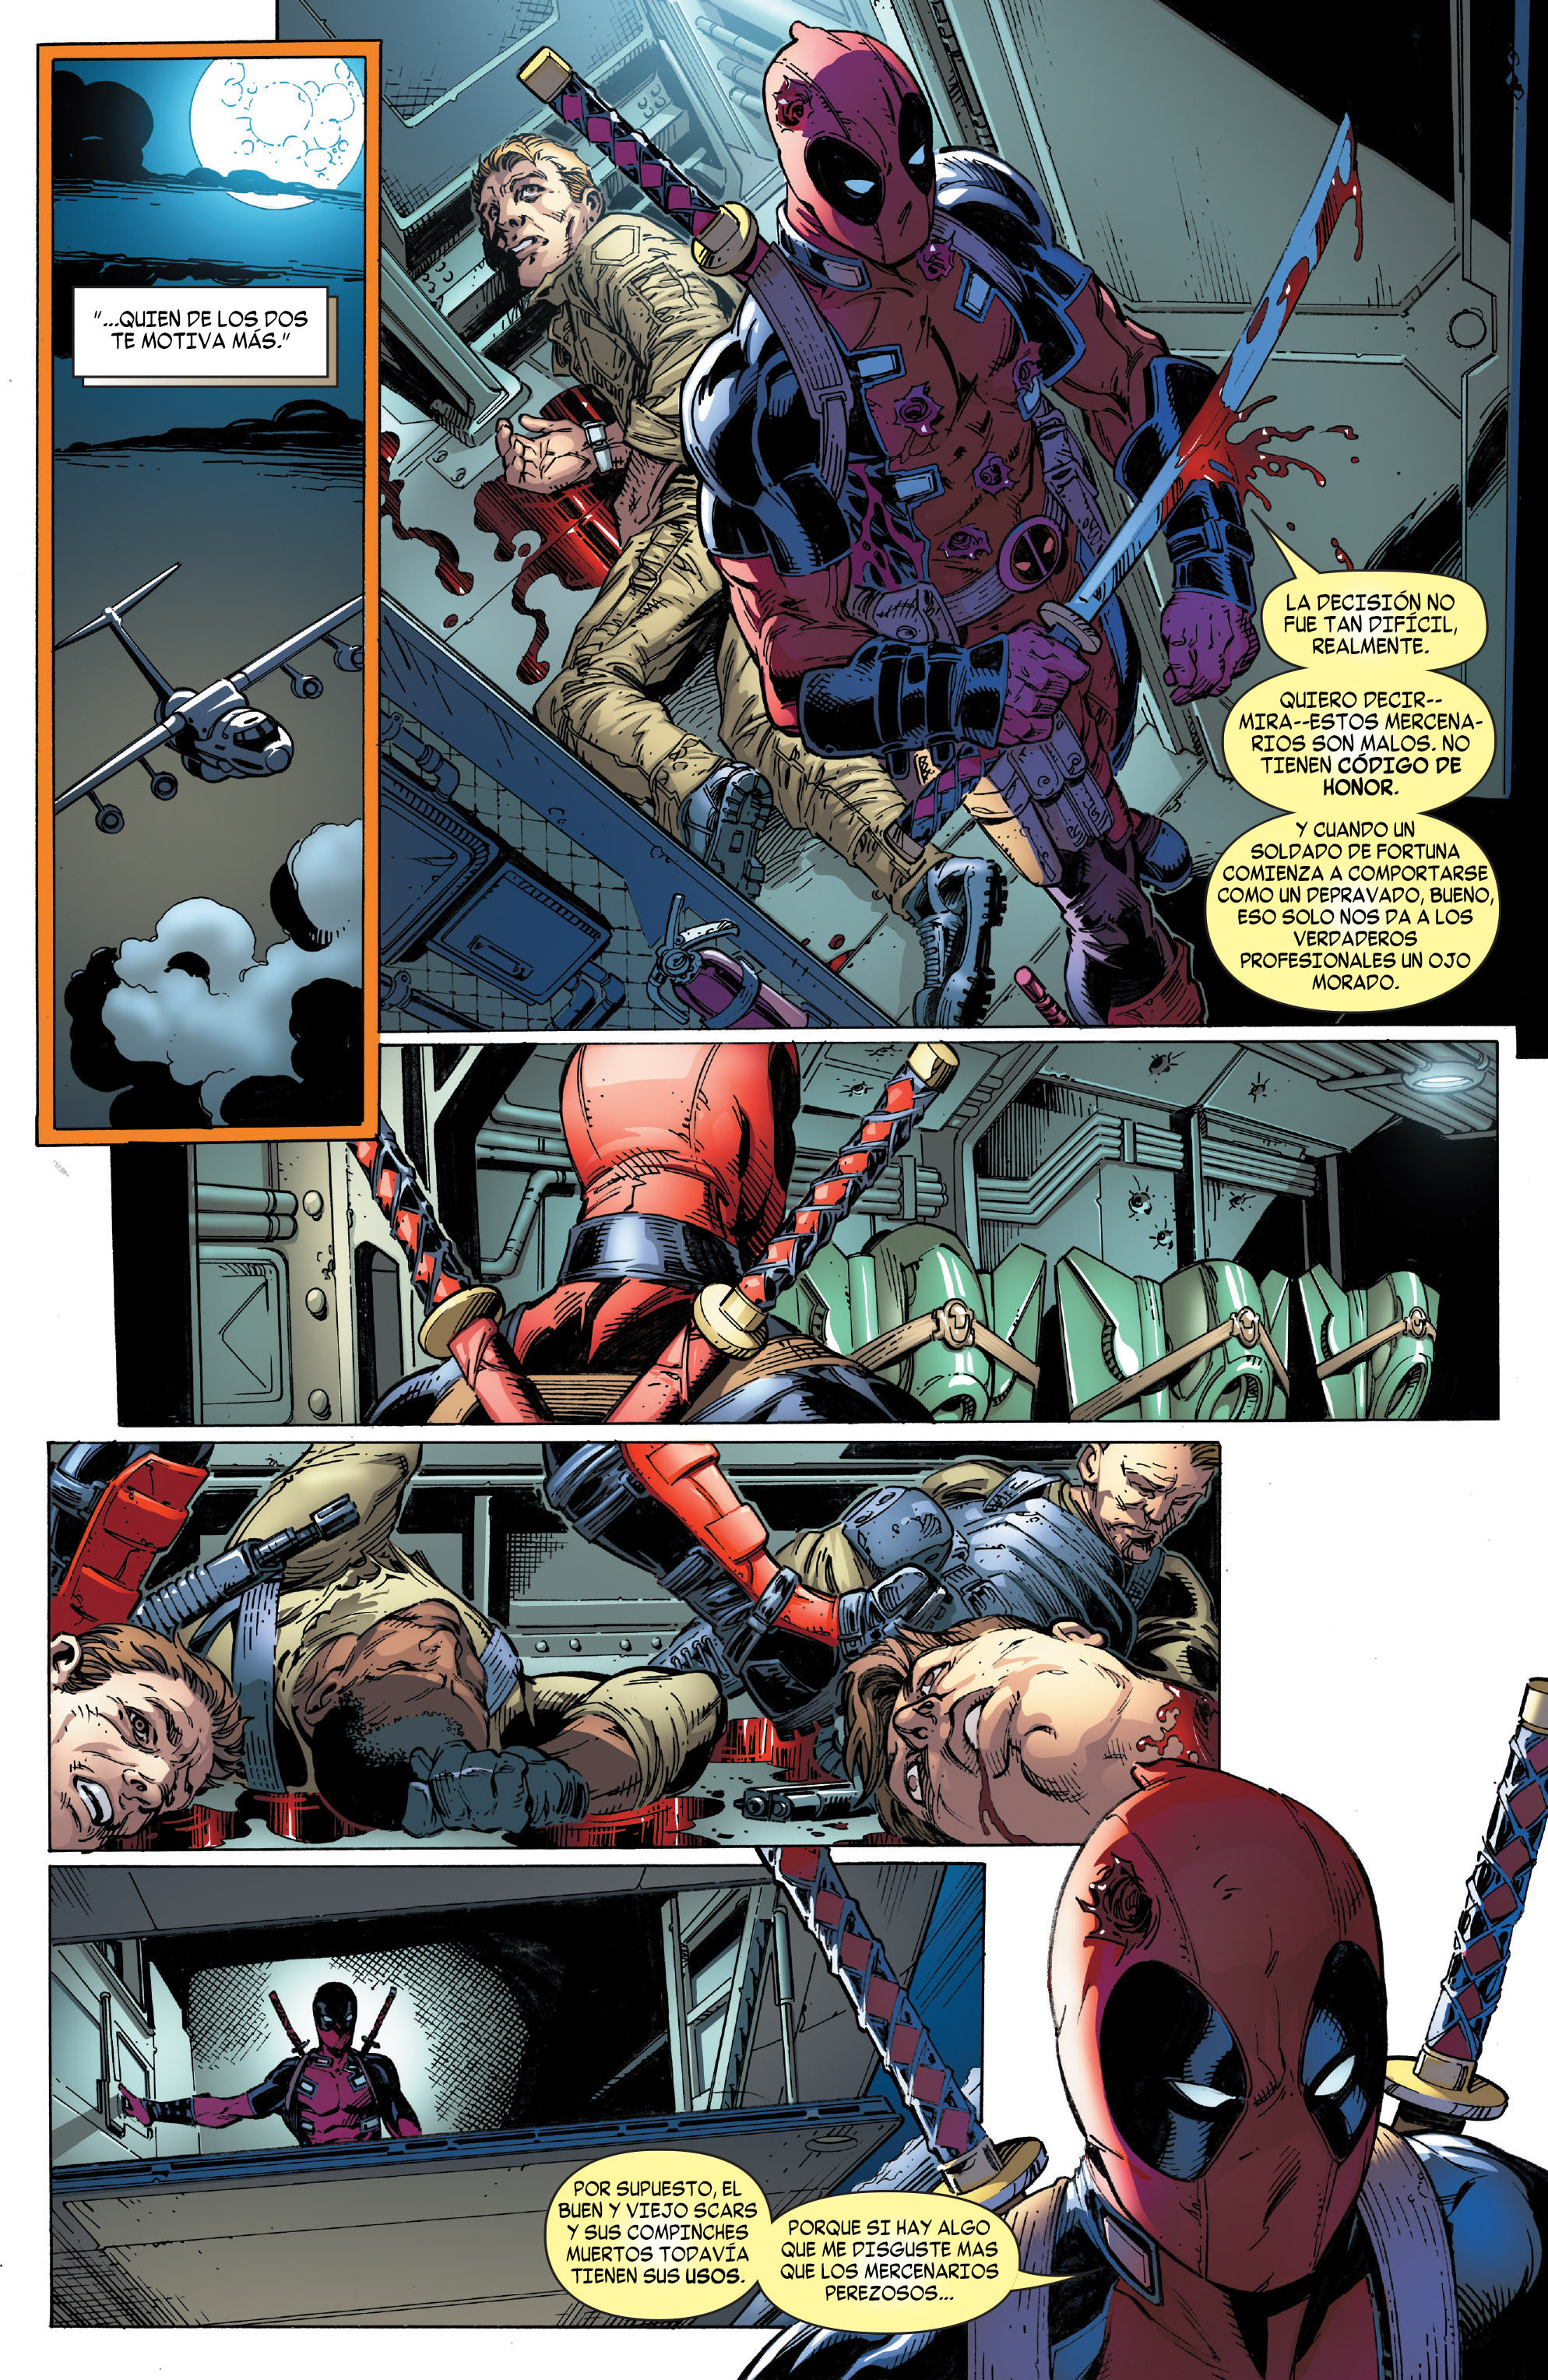 "...QUIEN DE LOS DOS
TE MOTIVA MÁS."
LA DECISIÓN NO
FUE TAN DIFÍCIL,
REALMENTE.
QUIERO DECIR--
MIRA--ESTOS MERCENA-
RIOS SON MALOS. NO
TIENEN CÓDIGO DE
HONOR.
Y CUANDO UN
SOLDADO DE FORTUNA
COMIENZA A COMPORTARSE
COMO UN DEPRAVADO, BUENO,
ESO SOLO NOS DA A LOS
VERDADEROS
PROFESIONALES UN OJO
MORADO.
POR SUPUESTO, EL
BUEN Y VIEJO SCARS
Y SUS COMPINCHES
MUERTOS TODAVÍA
TIENEN SUS USOS.
PORQUE SI HAY ALGO
QUE ME DISGUSTE MAS
QUE LOS MERCENARIOS
PEREZOSOS...